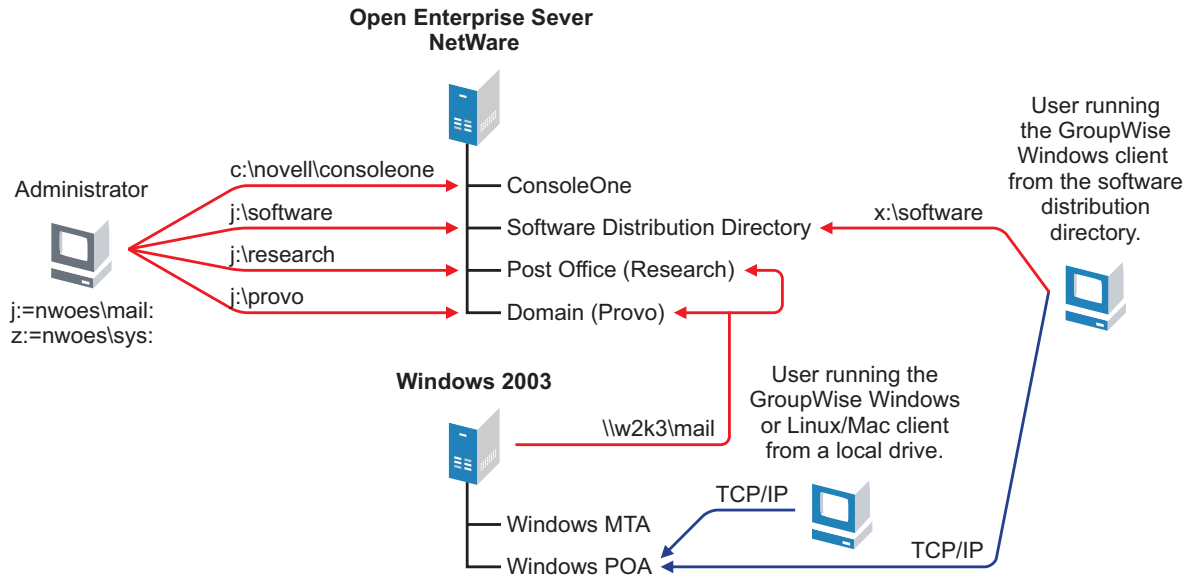 Open Enterprise Sever
NetWare
Administrator
j:=nwoes\mail:
z:=nwoes\sys:
c:\novell\consoleone
j:\software
j:\research
j:\provo
ConsoleOne
Software Distribution Directory
Post Office (Research)
Domain (Provo)
x:\software
User running
the GroupWise
Windows client
from the software
distribution
directory.
Windows 2003
\\w2k3\mail
Windows MTA
Windows POA
User running the
GroupWise Windows
or Linux/Mac client
from a local drive.
TCP/IP
TCP/IP